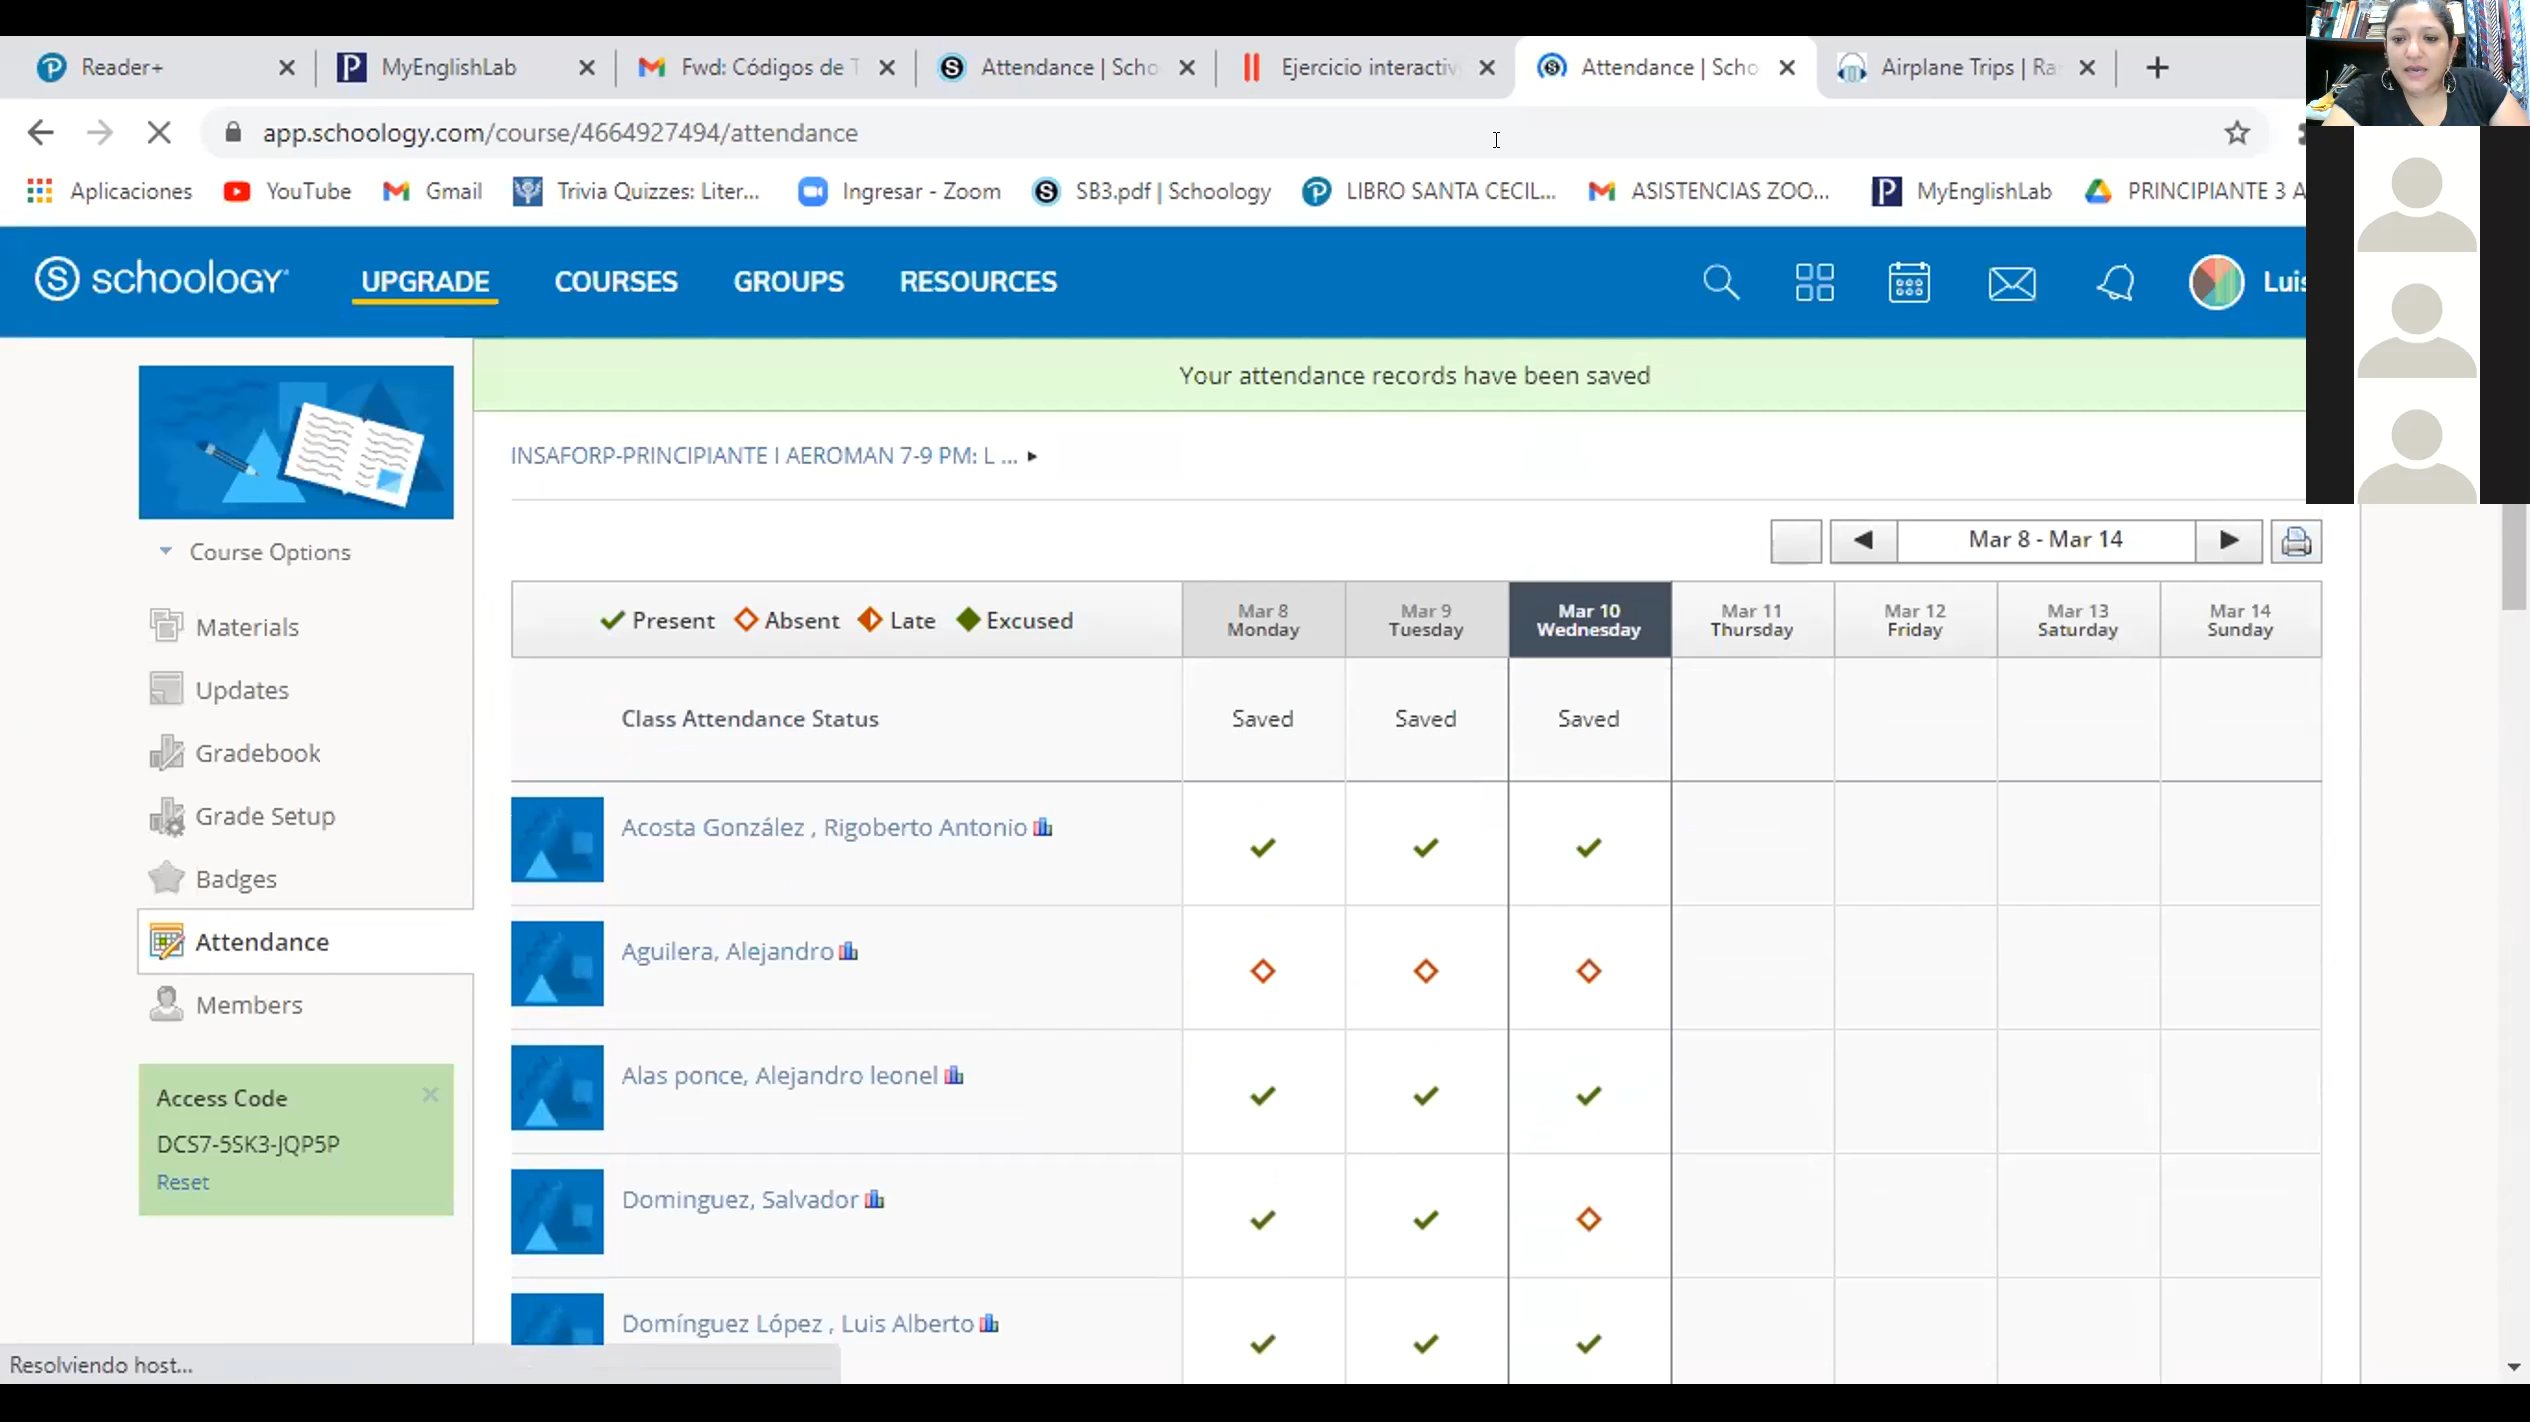 Reader+
MyEnglishLab
Fwd: Códigos de T
Attendance | Scho
Ejercicio interactiv
Attendance | Scho
Airplane Trips | Ra
app.schoology.com/course/4664927494/attendance
Aplicaciones
YouTube
Gmail
Trivia Quizzes: Liter...
Ingresar - Zoom
SB3.pdf | Schoology
LIBRO SANTA CECIL...
ASISTENCIAS ZOO...
MyEnglishLab
PRINCIPIANTE 3 A
schoology
UPGRADE
COURSES
GROUPS
RESOURCES
Luis
Your attendance records have been saved
INSAFORP-PRINCIPIANTE I AEROMAN 7-9 PM: L ...
Course Options
Materials
Updates
Gradebook
Grade Setup
Badges
Attendance
Members
Access Code
DCS7-5SK3-JQP5P
Reset
Mar 8 - Mar 14
Present Absent Late Excused
Mar 8
Monday
Mar 9
Tuesday
Mar 10
Wednesday
Mar 11
Thursday
Mar 12
Friday
Mar 13
Saturday
Mar 14
Sunday
Class Attendance Status
Saved
Saved
Saved
Acosta González , Rigoberto Antonio
Aguilera, Alejandro
Alas ponce, Alejandro leonel
Dominguez, Salvador
Domínguez López , Luis Alberto
Resolviendo host...